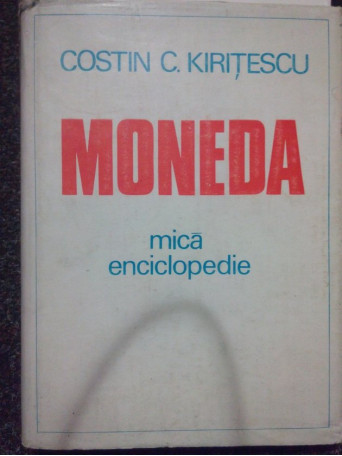 COSTIN C. KIRIȚESCU
MONEDA
mică
enciclopedie